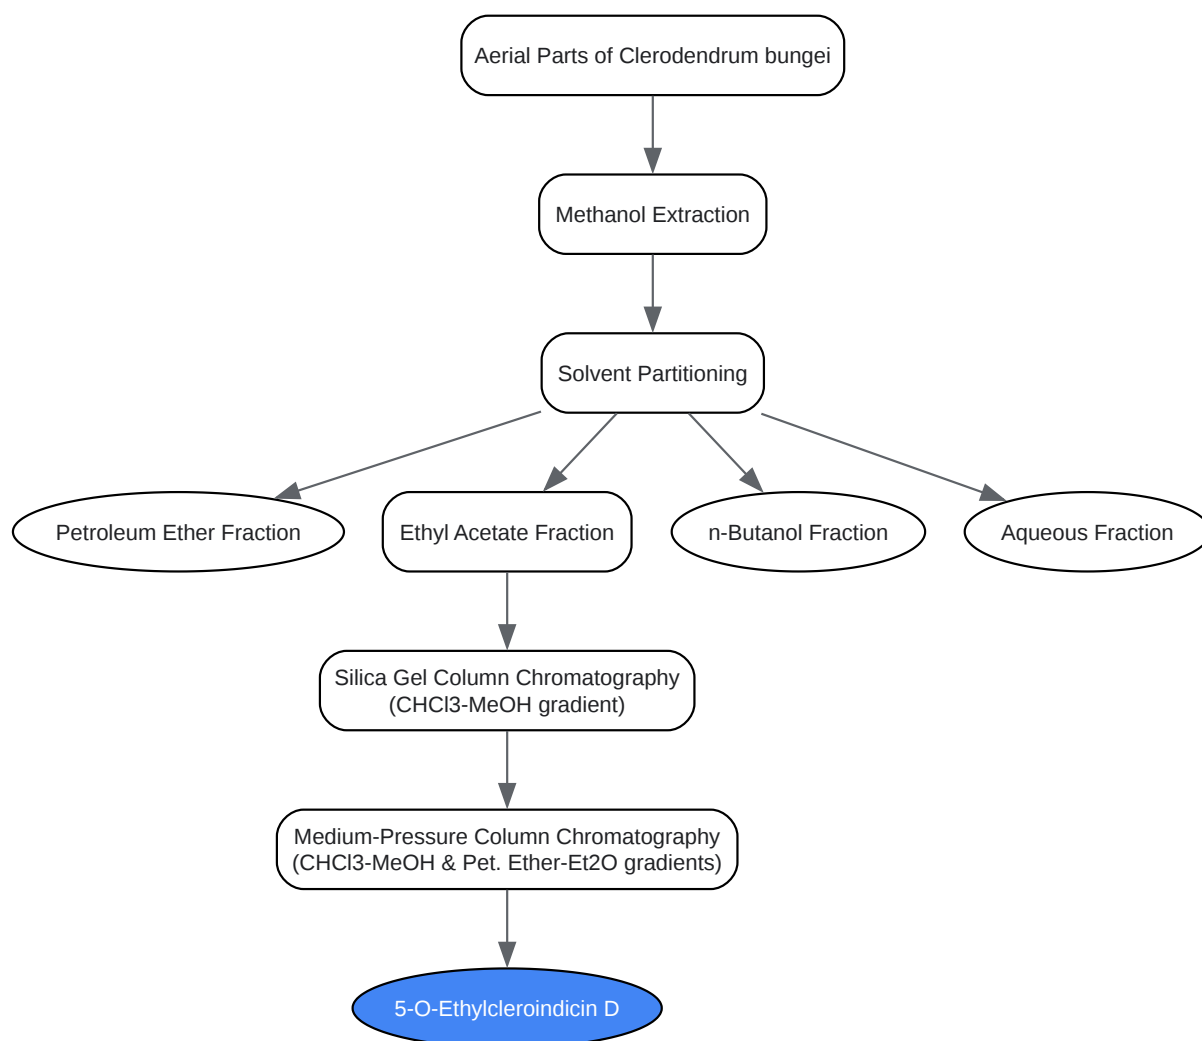 Aerial Parts of Clerodendrum bungei
Methanol Extraction
Solvent Partitioning
Petroleum Ether Fraction
Ethyl Acetate Fraction
n-Butanol Fraction
Aqueous Fraction
Silica Gel Column Chromatography
(CHCl3-MeOH gradient)
Medium-Pressure Column Chromatography
(CHCl3-MeOH & Pet. Ether-Et2O gradients)
5-O-Ethylcleroindicin D